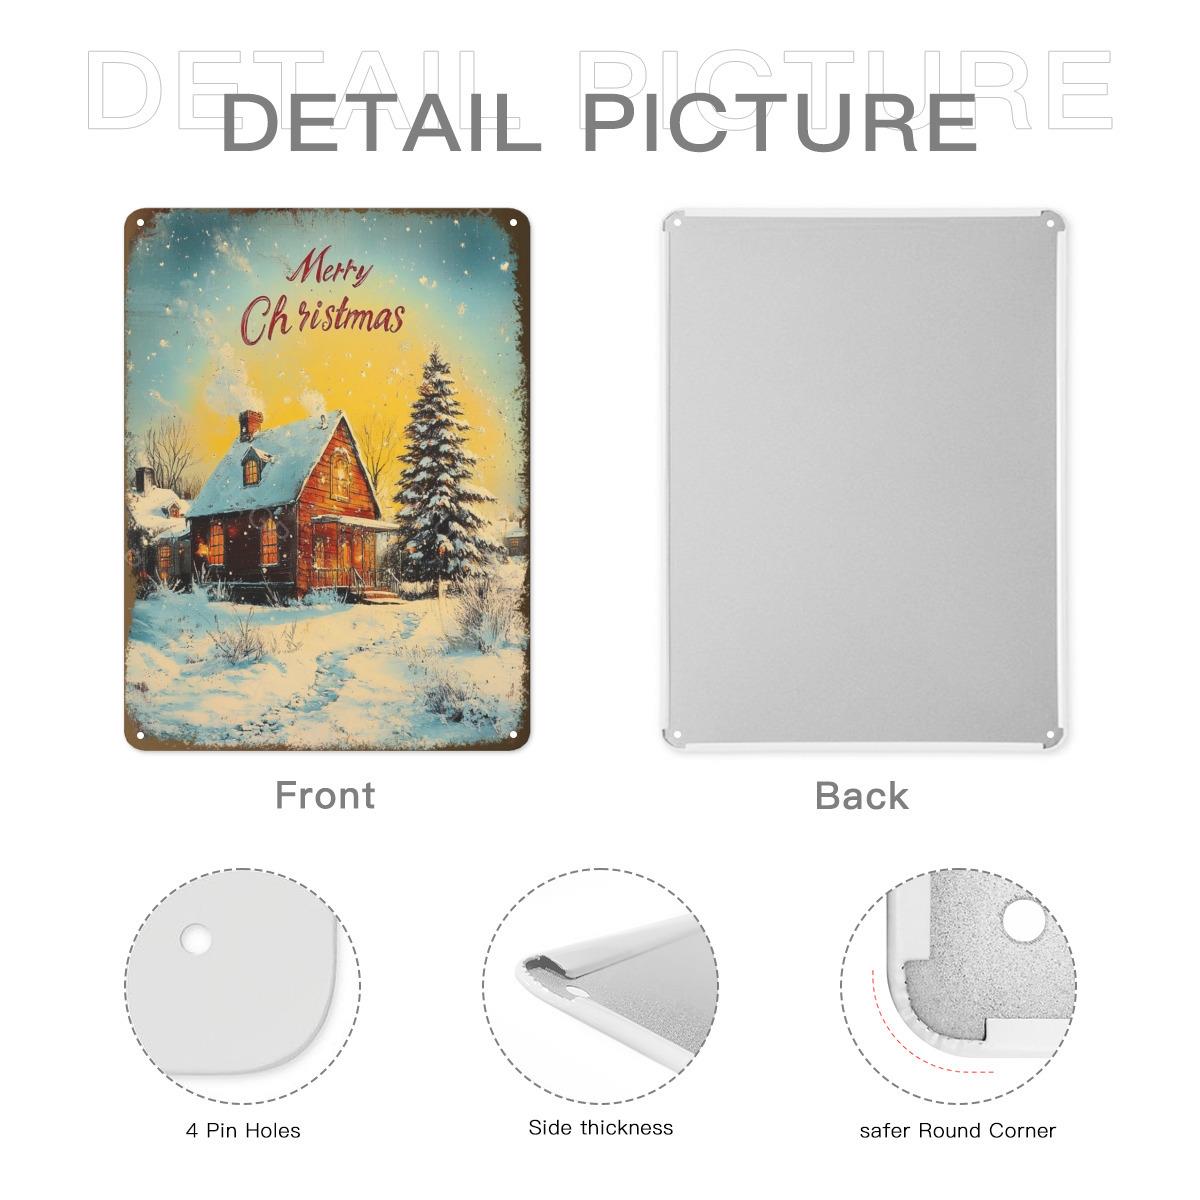 DETAIL PICTURE
DETAIL PICTURE
Merry
Christmas
Front
Back
4 Pin Holes
Side thickness
safer Round Corner